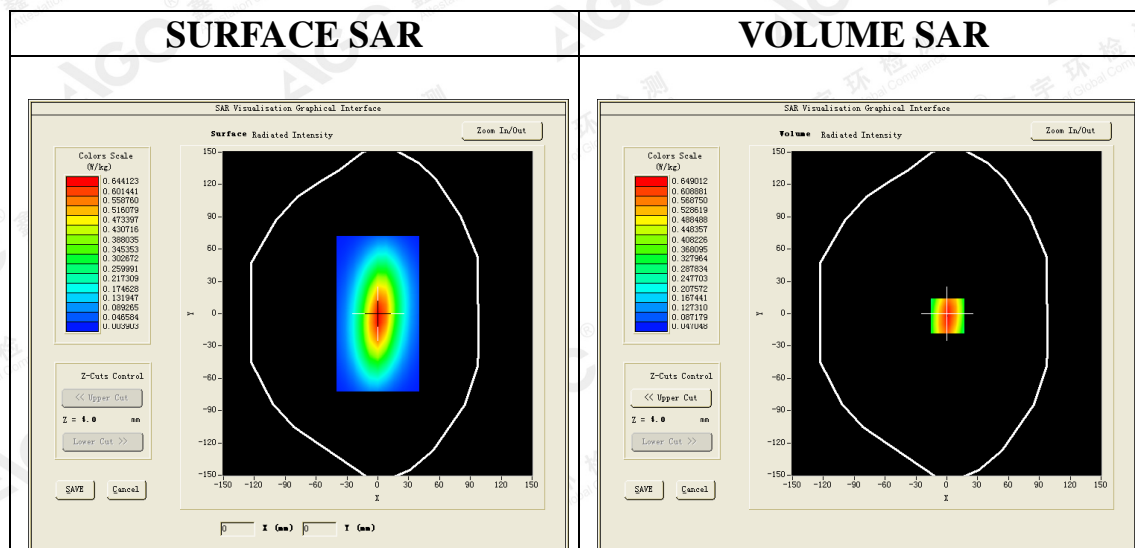 SURFACE SAR
VOLUME SAR
SAR Visualisation Graphical Interface
Surface Radiated Intensity
Zoom In/Out
Colors Scale
(W/kg)
0.644123
0.601441
0.558760
0.516079
0.473397
0.430716
0.388035
0.345353
0.302672
0.259991
0.217309
0.174628
0.131947
0.089265
0.046584
0.003903
150
120
90
60
30
0
-30
-60
-90
-120
-150
Y
-150 -120 -90 -60 -30 0 30 60 90 120 150
X
Z-Cuts Control
<< Upper Cut
Z = 4.0 mm
Lower Cut >>
SAVE
Cancel
0 X (mm) 0 Y (mm)
SAR Visualisation Graphical Interface
Volume Radiated Intensity
Zoom In/Out
Colors Scale
(W/kg)
0.649012
0.608881
0.568750
0.528619
0.488488
0.448357
0.408226
0.368095
0.327964
0.287834
0.247703
0.207572
0.167441
0.127310
0.087179
0.047048
150
120
90
60
30
0
-30
-60
-90
-120
-150
Y
-150 -120 -90 -60 -30 0 30 60 90 120 150
X
Z-Cuts Control
<< Upper Cut
Z = 4.0 mm
Lower Cut >>
SAVE
Cancel